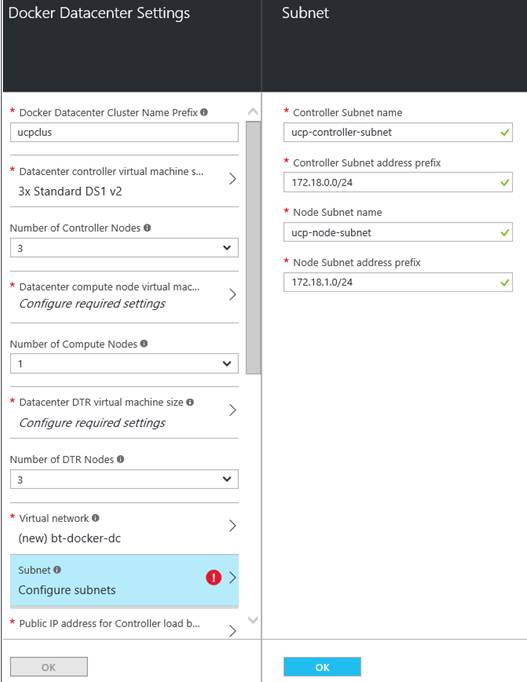 Docker Datacenter Settings
* Docker Datacenter Cluster Name Prefix
ucpclus
* Datacenter controller virtual machine s...
3x Standard DS1 v2
Number of Controller Nodes
3
* Datacenter compute node virtual mac...
Configure required settings
Number of Compute Nodes
1
* Datacenter DTR virtual machine size
Configure required settings
Number of DTR Nodes
3
* Virtual network
(new) bt-docker-dc
Subnet
Configure subnets
* Public IP address for Controller load b...
OK
Subnet
* Controller Subnet name
ucp-controller-subnet
* Controller Subnet address prefix
172.18.0.0/24
* Node Subnet name
ucp-node-subnet
* Node Subnet address prefix
172.18.1.0/24
OK